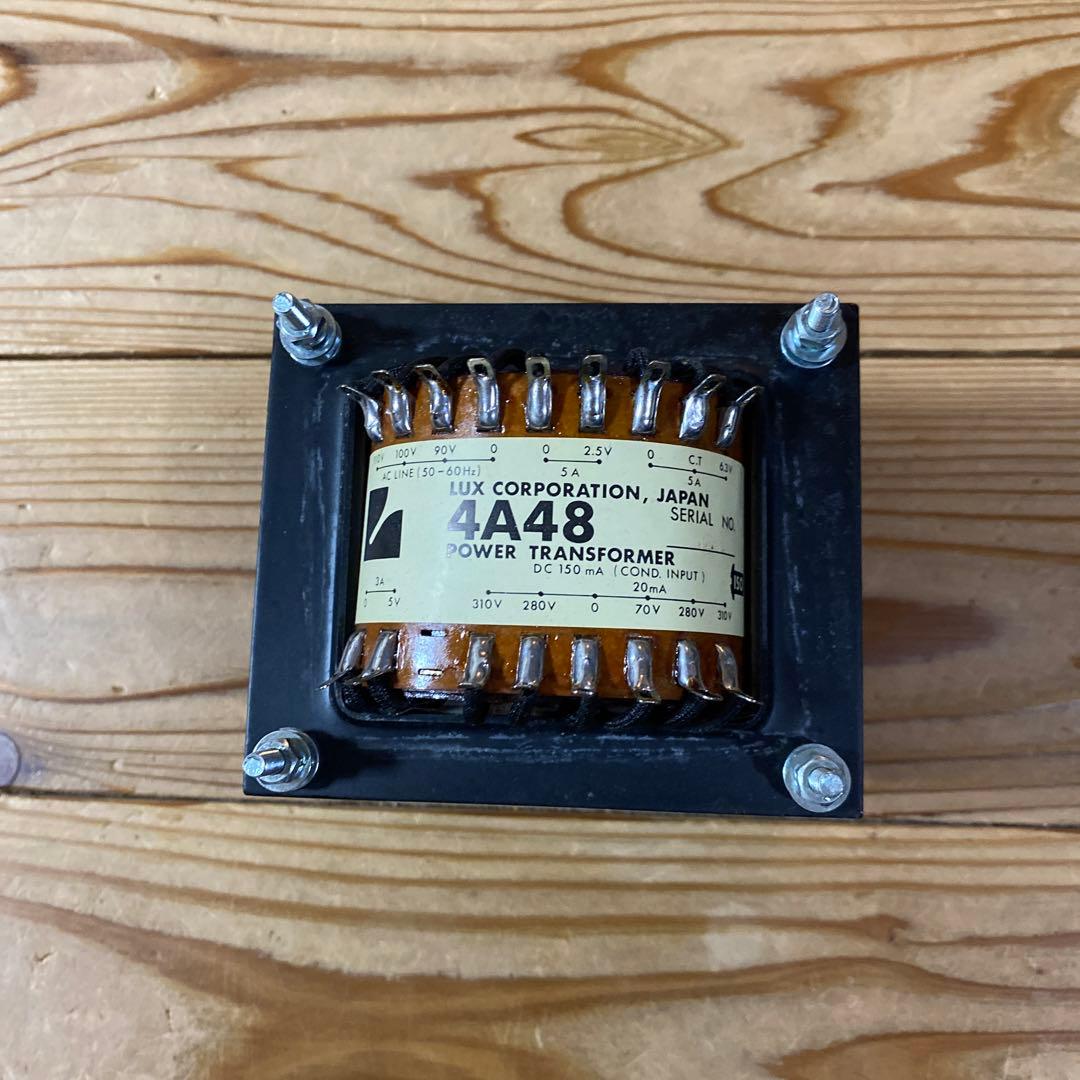 100V 90V 0 0 2.5V 0 C.T 6.3V
AC LINE (50-60Hz) 5A 5A
LUX CORPORATION, JAPAN
4A48 SERIAL NO.
POWER TRANSFORMER
DC 150 mA (COND. INPUT)
3A 20mA
0 5V 310V 280V 0 70V 280V 310V